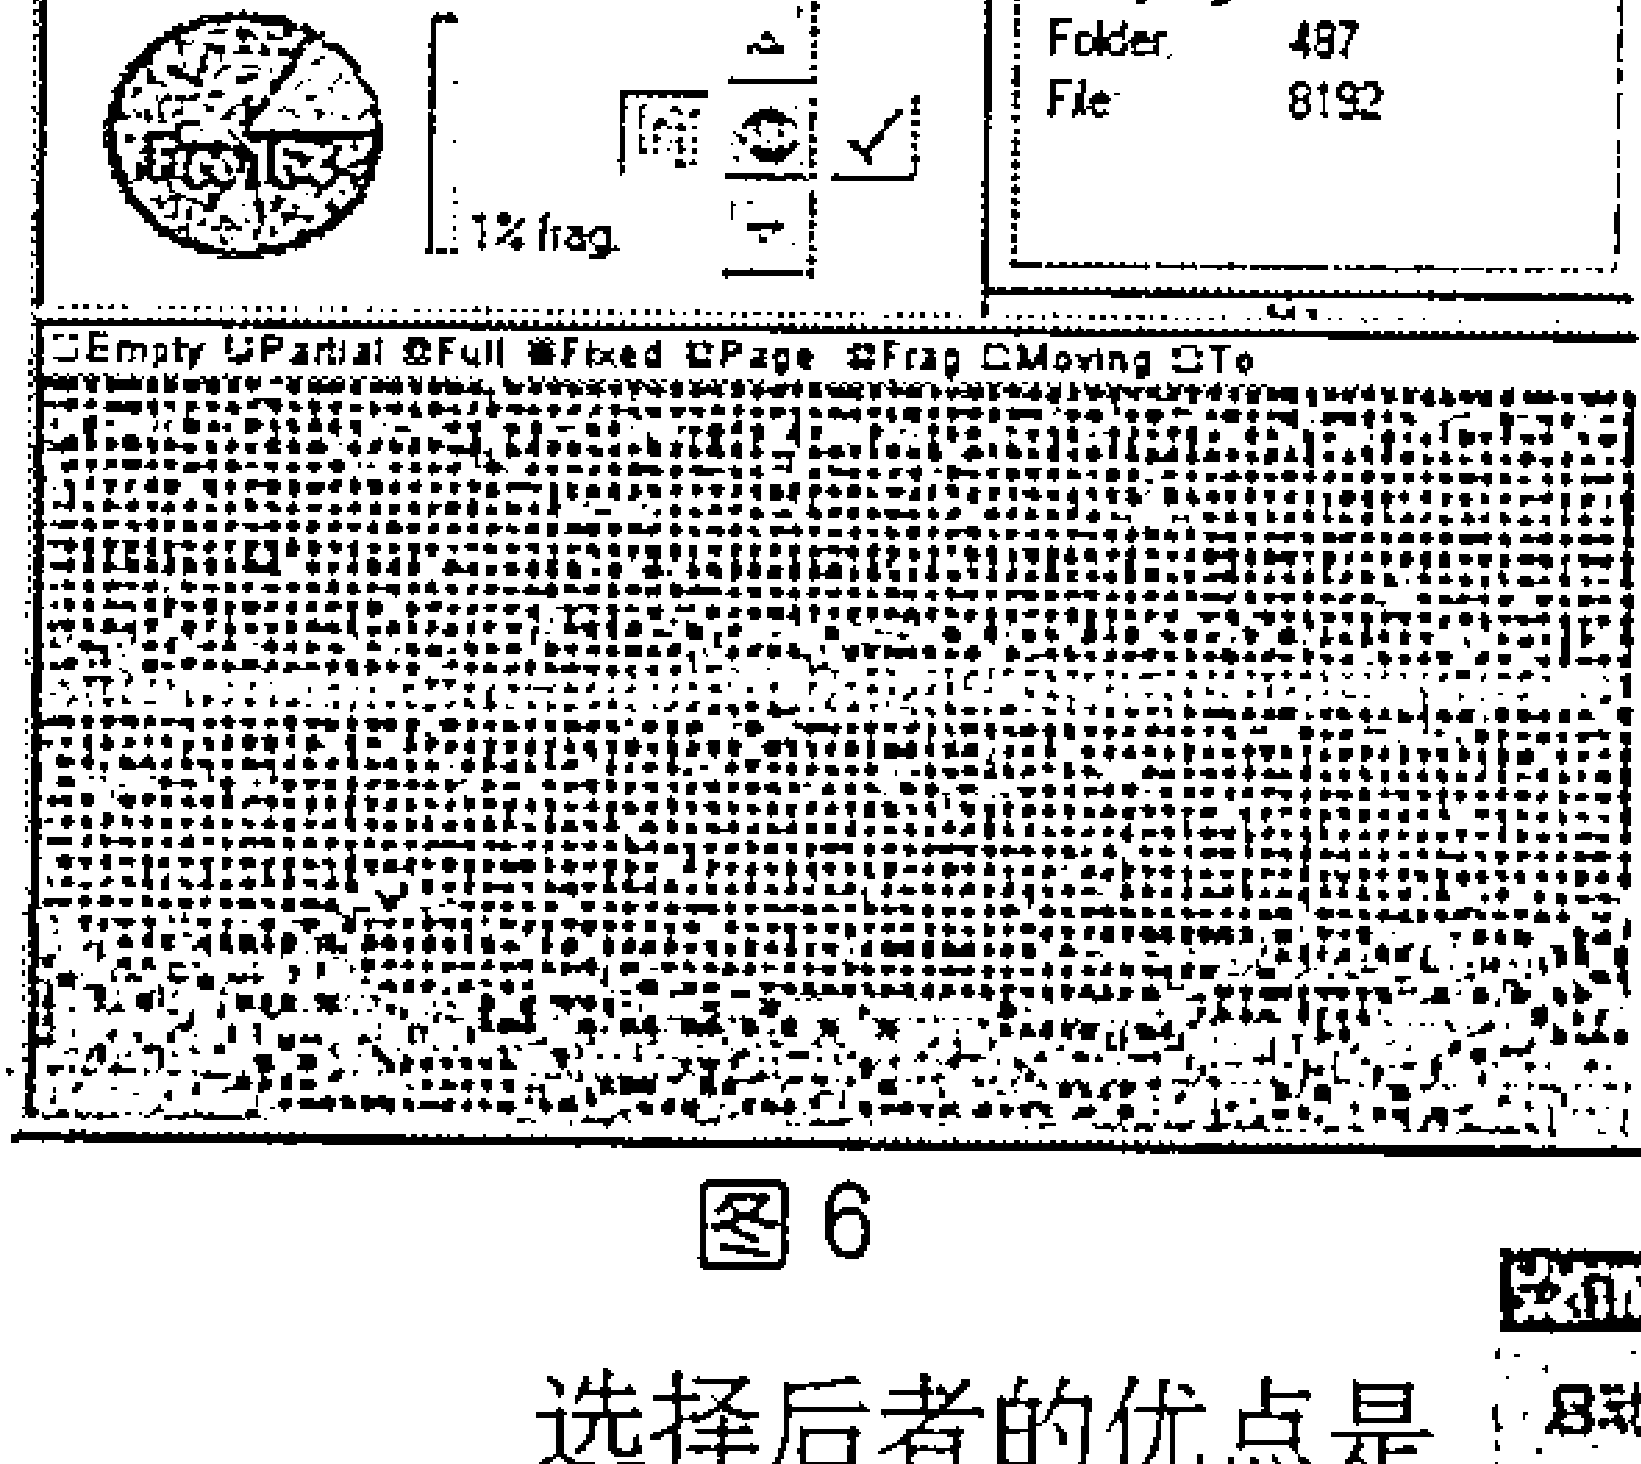 Folder 487
File 8192
1% frag.
Empty Partial Full Fixed Page Frag Moving To
图 6
选择后者的优点是